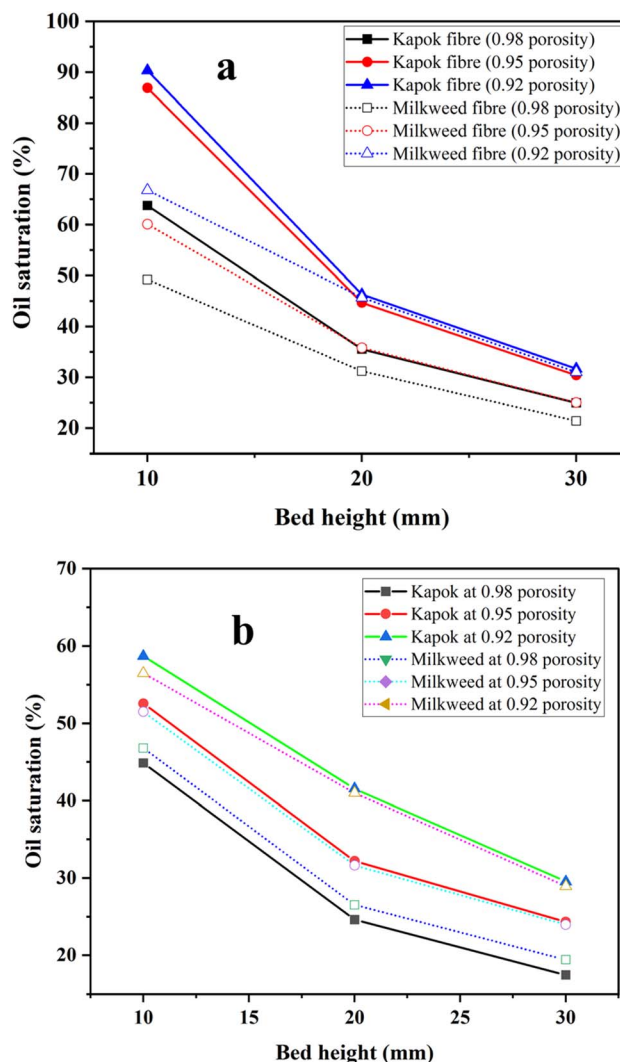 a
Kapok fibre (0.98 porosity)
Kapok fibre (0.95 porosity)
Kapok fibre (0.92 porosity)
Milkweed fibre (0.98 porosity)
Milkweed fibre (0.95 porosity)
Milkweed fibre (0.92 porosity)
Oil saturation (%)
100
90
80
70
60
50
40
30
20
10
20
30
Bed height (mm)
b
Kapok at 0.98 porosity
Kapok at 0.95 porosity
Kapok at 0.92 porosity
Milkweed at 0.98 porosity
Milkweed at 0.95 porosity
Milkweed at 0.92 porosity
Oil saturation (%)
70
60
50
40
30
20
10
15
20
25
30
Bed height (mm)